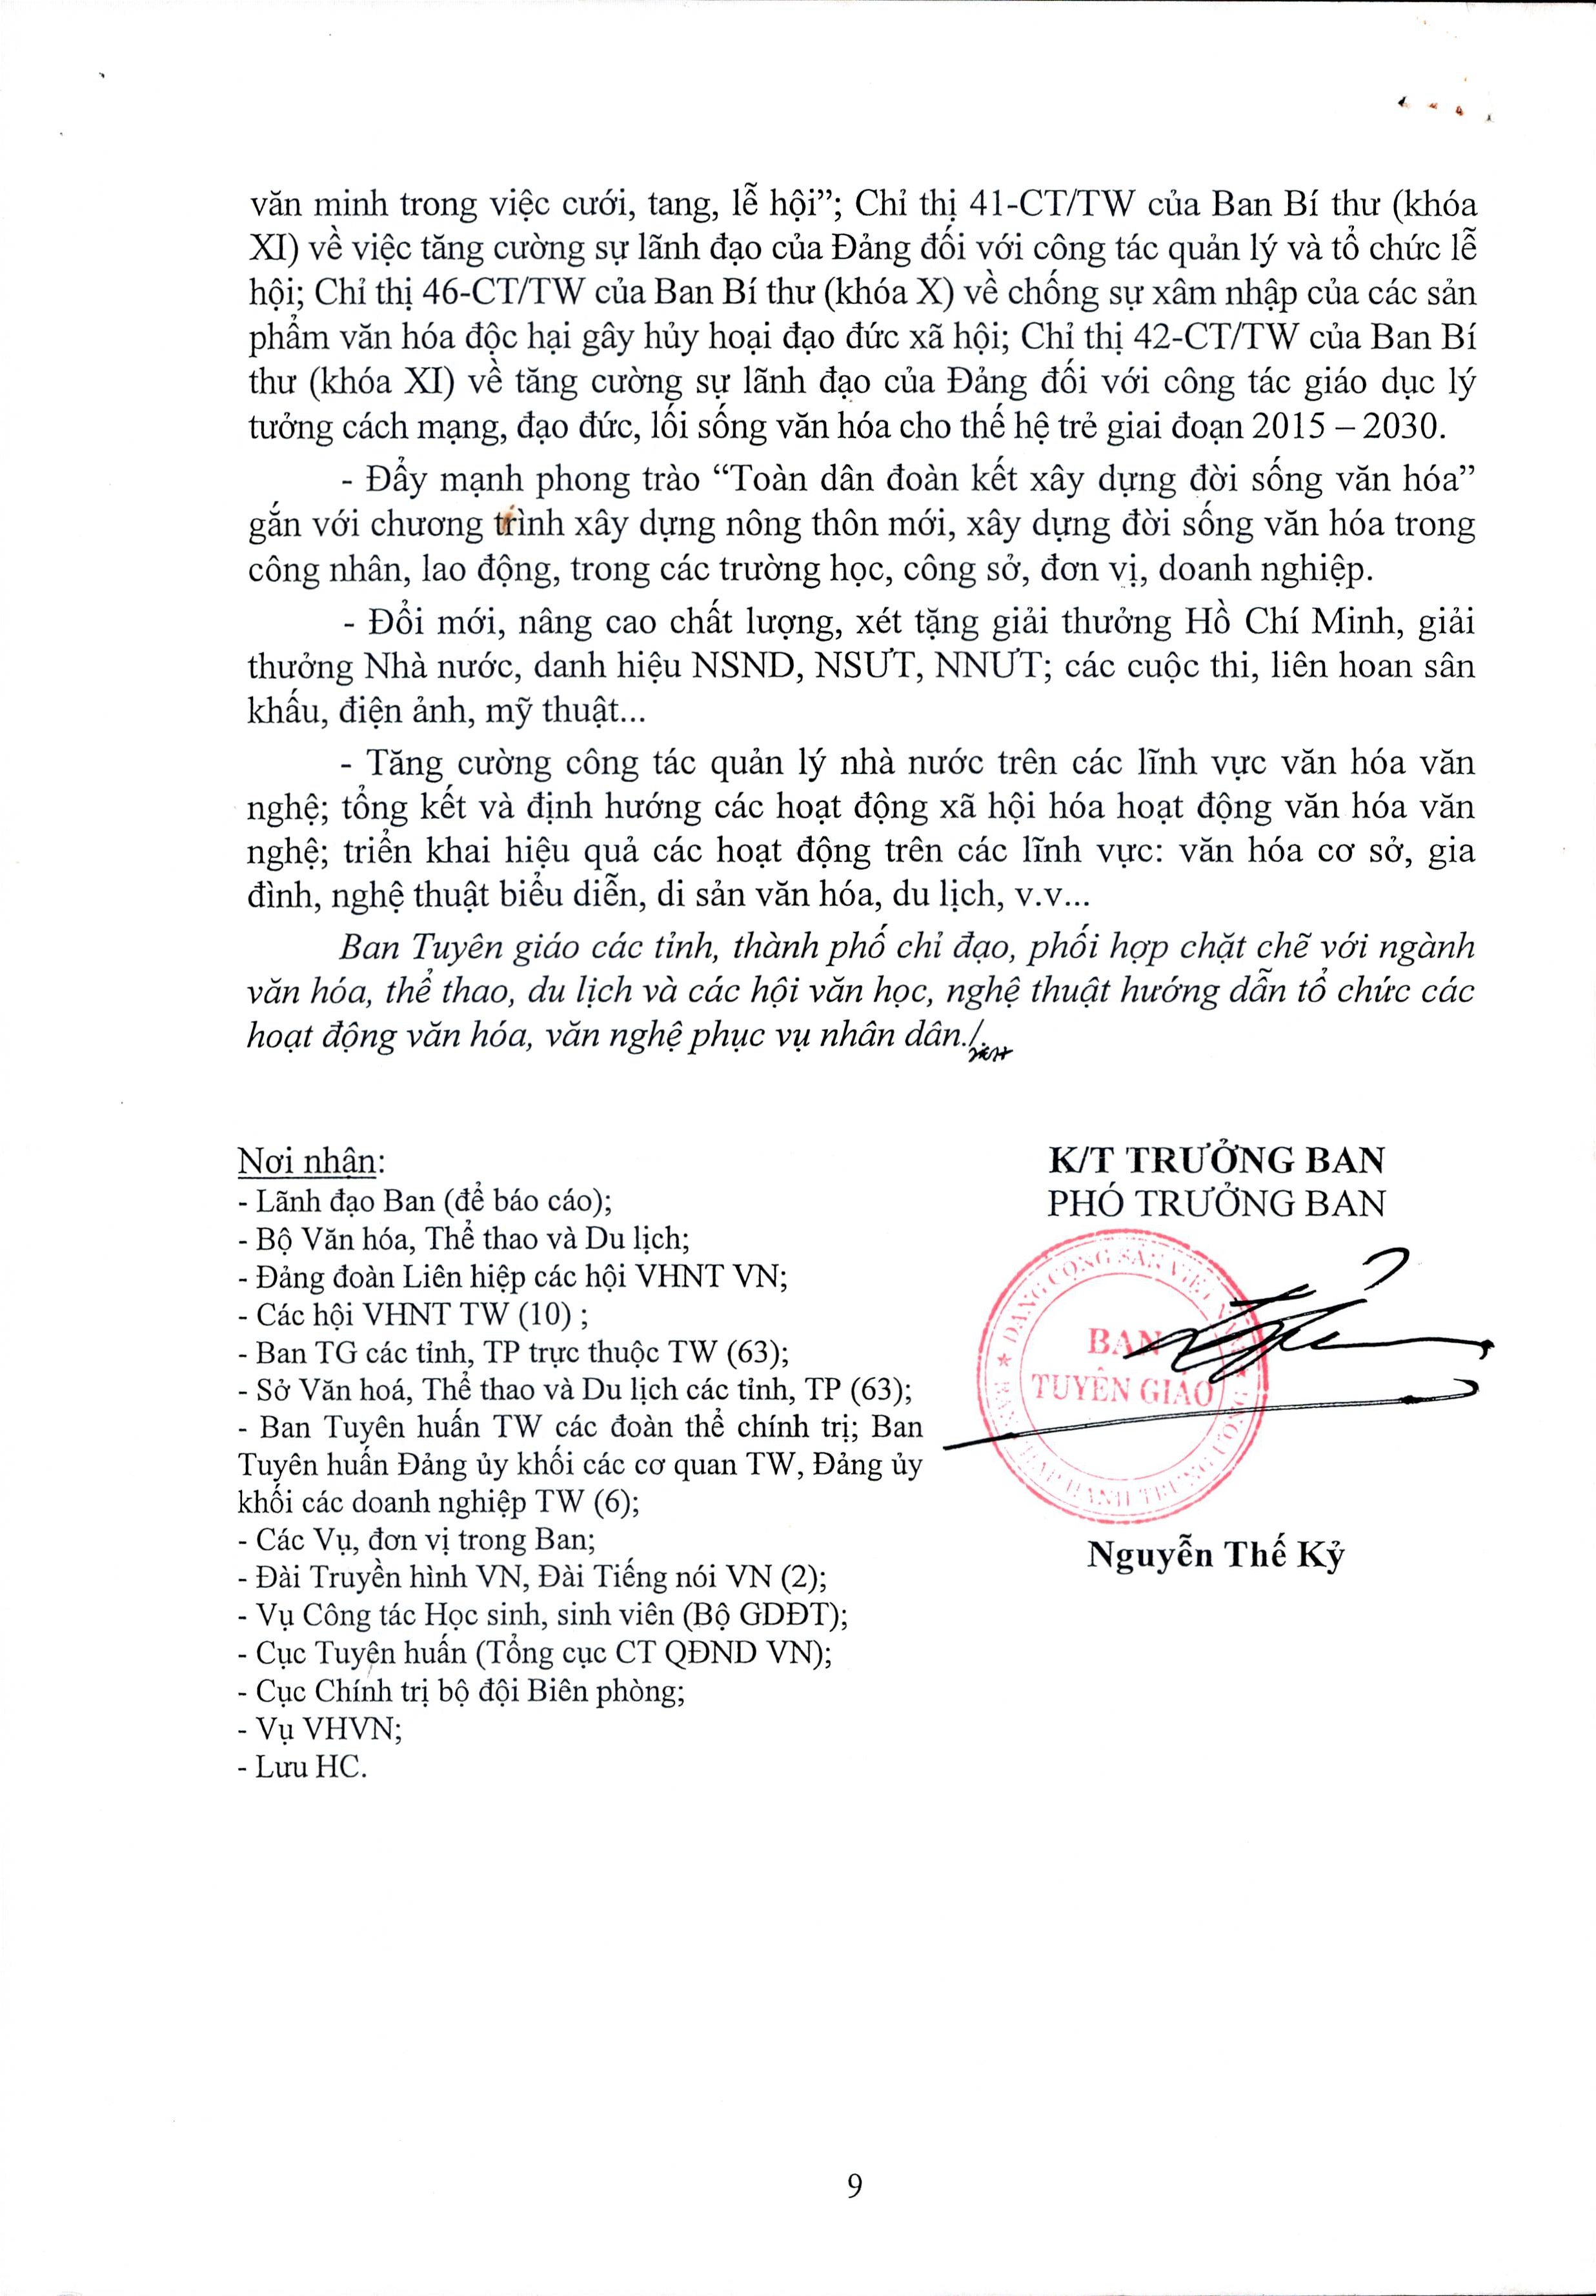 văn minh trong việc cưới, tang, lễ hội”; Chỉ thị 41-CT/TW của Ban Bí thư (khóa
XI) về việc tăng cường sự lãnh đạo của Đảng đối với công tác quản lý và tổ chức lễ
hội; Chỉ thị 46-CT/TW của Ban Bí thư (khóa X) về chống sự xâm nhập của các sản
phẩm văn hóa độc hại gây hủy hoại đạo đức xã hội; Chỉ thị 42-CT/TW của Ban Bí
thư (khóa XI) về tăng cường sự lãnh đạo của Đảng đối với công tác giáo dục lý
tưởng cách mạng, đạo đức, lối sống văn hóa cho thế hệ trẻ giai đoạn 2015 – 2030.
- Đẩy mạnh phong trào “Toàn dân đoàn kết xây dựng đời sống văn hóa”
gắn với chương trình xây dựng nông thôn mới, xây dựng đời sống văn hóa trong
công nhân, lao động, trong các trường học, công sở, đơn vị, doanh nghiệp.
- Đổi mới, nâng cao chất lượng, xét tặng giải thưởng Hồ Chí Minh, giải
thưởng Nhà nước, danh hiệu NSND, NSƯT, NNƯT; các cuộc thi, liên hoan sân
khấu, điện ảnh, mỹ thuật...
- Tăng cường công tác quản lý nhà nước trên các lĩnh vực văn hóa văn
nghệ; tổng kết và định hướng các hoạt động xã hội hóa hoạt động văn hóa văn
nghệ; triển khai hiệu quả các hoạt động trên các lĩnh vực: văn hóa cơ sở, gia
đình, nghệ thuật biểu diễn, di sản văn hóa, du lịch, v.v...
Ban Tuyên giáo các tỉnh, thành phố chỉ đạo, phối hợp chặt chẽ với ngành
văn hóa, thể thao, du lịch và các hội văn học, nghệ thuật hướng dẫn tổ chức các
hoạt động văn hóa, văn nghệ phục vụ nhân dân./.
Nơi nhận:
- Lãnh đạo Ban (để báo cáo);
- Bộ Văn hóa, Thể thao và Du lịch;
- Đảng đoàn Liên hiệp các hội VHNT VN;
- Các hội VHNT TW (10) ;
- Ban TG các tỉnh, TP trực thuộc TW (63);
- Sở Văn hoá, Thể thao và Du lịch các tỉnh, TP (63);
- Ban Tuyên huấn TW các đoàn thể chính trị; Ban
Tuyên huấn Đảng ủy khối các cơ quan TW, Đảng ủy
khối các doanh nghiệp TW (6);
- Các Vụ, đơn vị trong Ban;
- Đài Truyền hình VN, Đài Tiếng nói VN (2);
- Vụ Công tác Học sinh, sinh viên (Bộ GDĐT);
- Cục Tuyên huấn (Tổng cục CT QĐND VN);
- Cục Chính trị bộ đội Biên phòng;
- Vụ VHVN;
- Lưu HC.
K/T TRƯỞNG BAN
PHÓ TRƯỞNG BAN
ĐẢNG CỘNG SẢN VIỆT NAM
BAN
TUYÊN GIÁO
CHẤP HÀNH TRUNG ƯƠNG
Nguyễn Thế Kỷ
9